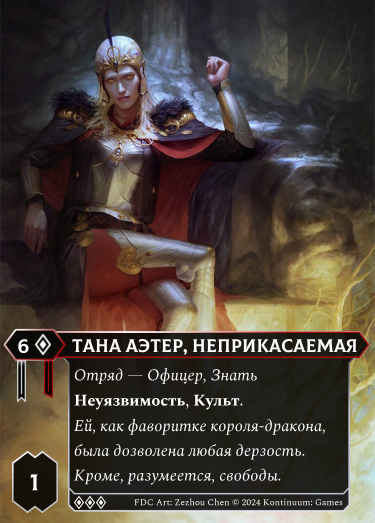 6 ТАНА АЭТЕР, НЕПРИКАСАЕМАЯ
Отряд — Офицер, Знать
Неуязвимость, Культ.
Ей, как фаворитке короля-дракона,
была дозволена любая дерзость.
Кроме, разумеется, свободы.
1
FDC Art: Zezhou Chen © 2024 Kontinuum: Games